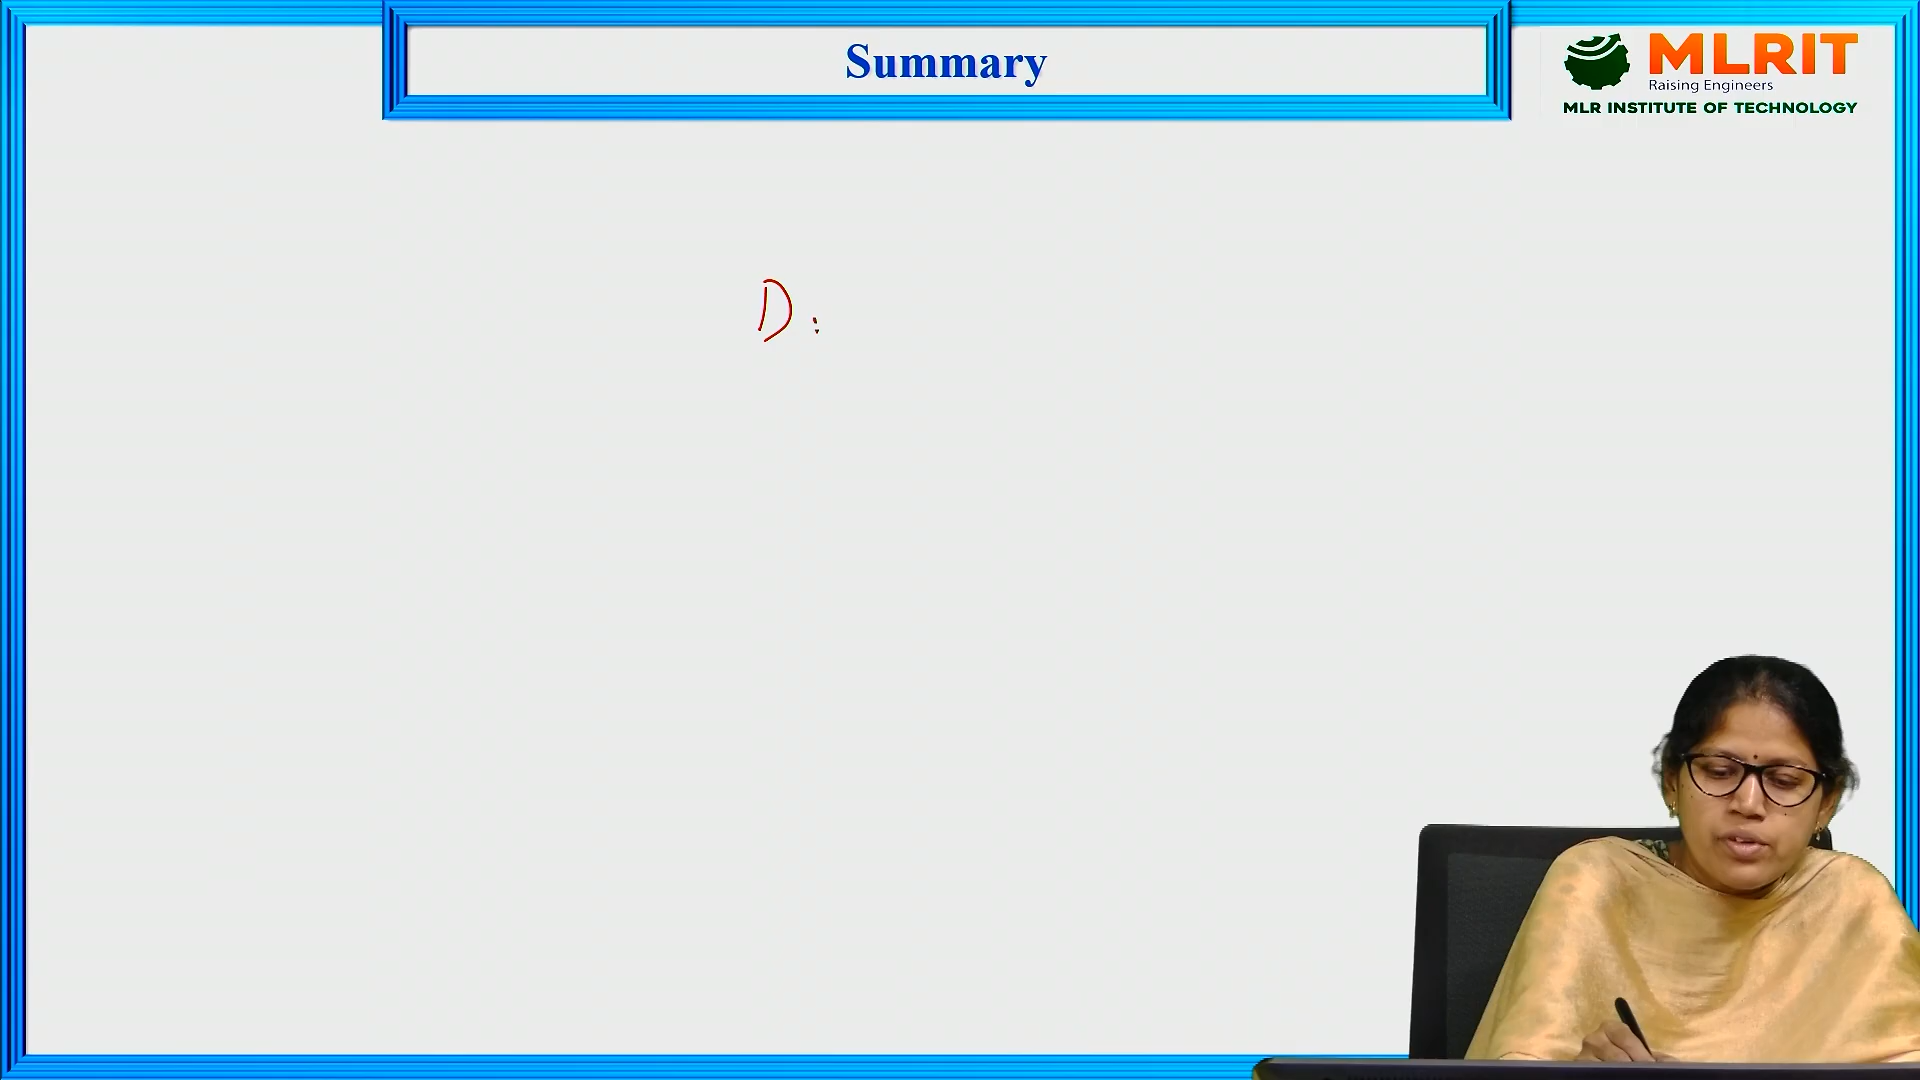 Summary
MLRIT
Raising Engineers
MLR INSTITUTE OF TECHNOLOGY
D.